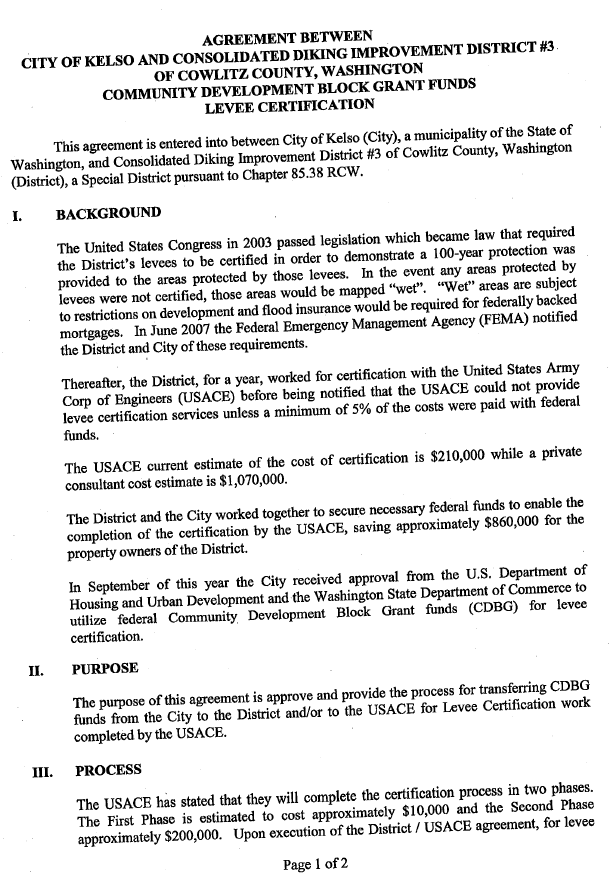 AGREEMENT BETWEEN
CITY OF KELSO AND CONSOLIDATED DIKING IMPROVEMENT DISTRICT #3
OF COWLITZ COUNTY, WASHINGTON
COMMUNITY DEVELOPMENT BLOCK GRANT FUNDS
LEVEE CERTIFICATION
This agreement is entered into between City of Kelso (City), a municipality of the State of
Washington, and Consolidated Diking Improvement District #3 of Cowlitz County, Washington
(District), a Special District pursuant to Chapter 85.38 RCW.
I. BACKGROUND
The United States Congress in 2003 passed legislation which became law that required
the District's levees to be certified in order to demonstrate a 100-year protection was
provided to the areas protected by those levees. In the event any areas protected by
levees were not certified, those areas would be mapped "wet". "Wet" areas are subject
to restrictions on development and flood insurance would be required for federally backed
mortgages. In June 2007 the Federal Emergency Management Agency (FEMA) notified
the District and City of these requirements.
Thereafter, the District, for a year, worked for certification with the United States Army
Corp of Engineers (USACE) before being notified that the USACE could not provide
levee certification services unless a minimum of 5% of the costs were paid with federal
funds.
The USACE current estimate of the cost of certification is $210,000 while a private
consultant cost estimate is $1,070,000.
The District and the City worked together to secure necessary federal funds to enable the
completion of the certification by the USACE, saving approximately $860,000 for the
property owners of the District.
In September of this year the City received approval from the U.S. Department of
Housing and Urban Development and the Washington State Department of Commerce to
utilize federal Community Development Block Grant funds (CDBG) for levee
certification.
II. PURPOSE
The purpose of this agreement is approve and provide the process for transferring CDBG
funds from the City to the District and/or to the USACE for Levee Certification work
completed by the USACE.
III. PROCESS
The USACE has stated that they will complete the certification process in two phases.
The First Phase is estimated to cost approximately $10,000 and the Second Phase
approximately $200,000. Upon execution of the District / USACE agreement, for levee
Page 1 of 2